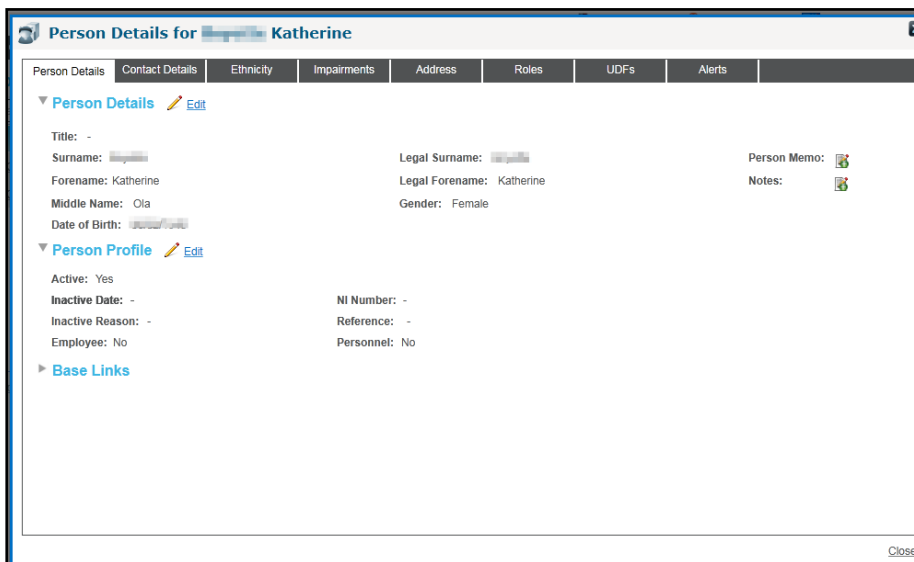 Person Details for Katherine
Person Details Contact Details Ethnicity Impairments Address Roles UDFs Alerts
Person Details Edit
Title: -
Surname: Legal Surname: Person Memo:
Forename: Katherine Legal Forename: Katherine Notes:
Middle Name: Ola Gender: Female
Date of Birth:
Person Profile Edit
Active: Yes
Inactive Date: - NI Number: -
Inactive Reason: - Reference: -
Employee: No Personnel: No
Base Links
Close